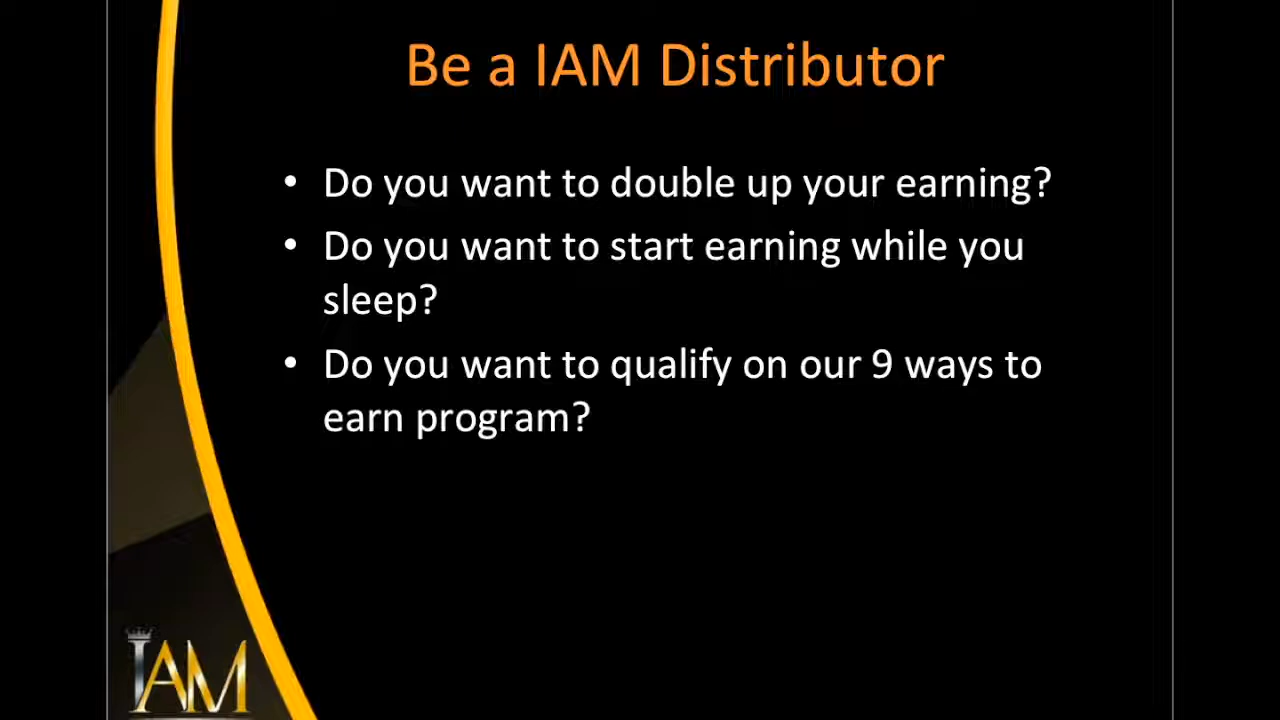 Be a IAM Distributor
• Do you want to double up your earning?
• Do you want to start earning while you
sleep?
• Do you want to qualify on our 9 ways to
earn program?
IAM